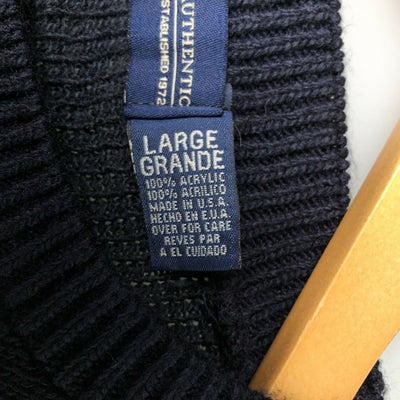 AUTHENTIC
ESTABLISHED 1972
LARGE
GRANDE
100% ACRYLIC
100% ACRILICO
MADE IN U.S.A.
HECHO EN E.U.A.
OVER FOR CARE
REVES PAR
A EL CUIDADO